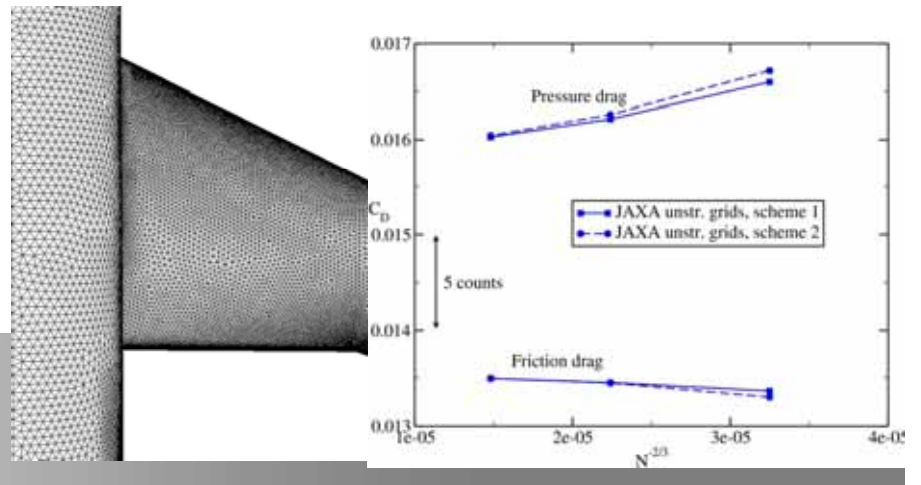 0.017
Pressure drag
0.016
JAXA unstr. grids, scheme 1
C_D
JAXA unstr. grids, scheme 2
0.015
5 counts
0.014
Friction drag
0.013
1e-05 2e-05 3e-05 4e-05
N^-2/3